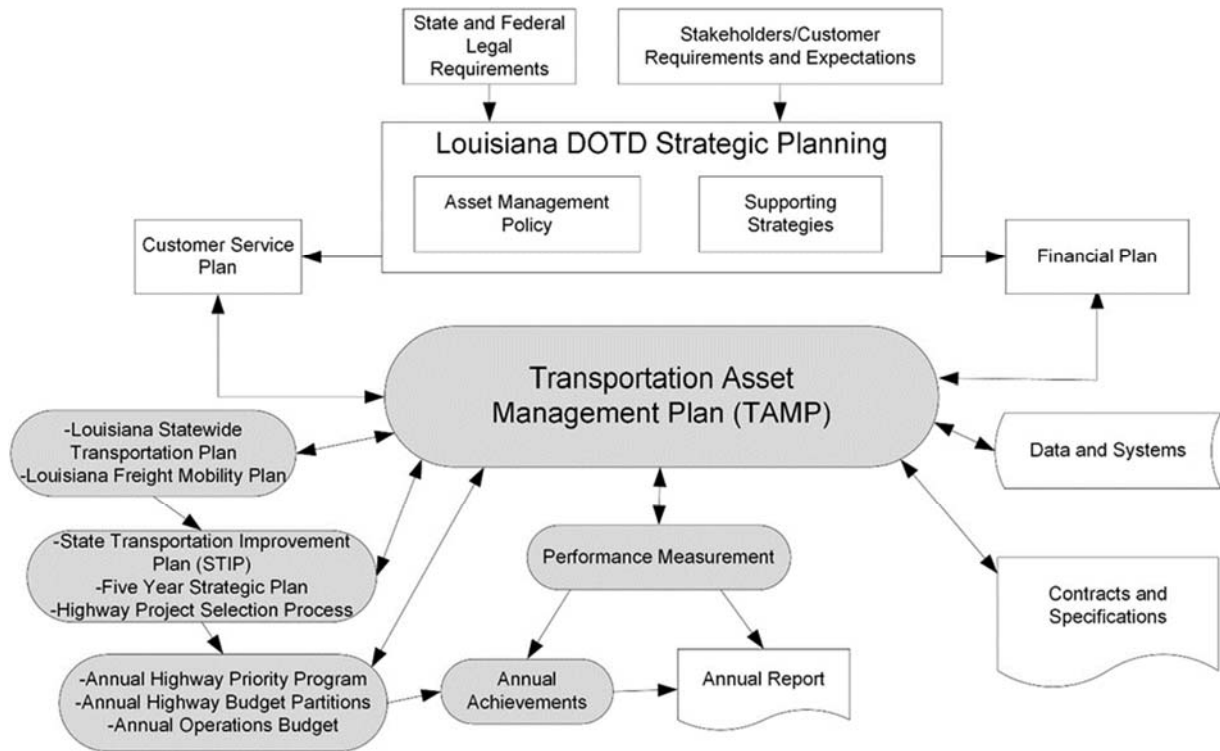 State and Federal
Legal
Requirements
Stakeholders/Customer
Requirements and Expectations
Louisiana DOTD Strategic Planning
Asset Management
Policy
Supporting
Strategies
Customer Service
Plan
Financial Plan
Transportation Asset
Management Plan (TAMP)
-Louisiana Statewide
Transportation Plan
-Louisiana Freight Mobility Plan
Data and Systems
-State Transportation Improvement
Plan (STIP)
-Five Year Strategic Plan
-Highway Project Selection Process
Performance Measurement
Contracts and
Specifications
-Annual Highway Priority Program
-Annual Highway Budget Partitions
-Annual Operations Budget
Annual
Achievements
Annual Report